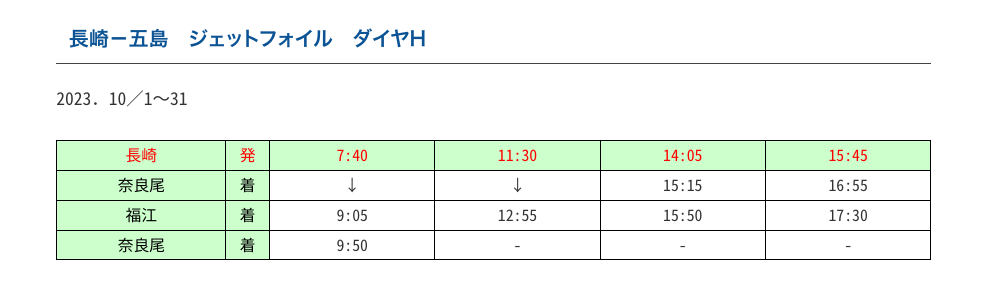 長崎－五島　ジェットフォイル　ダイヤH
2023．10／1～31
長崎 発 7:40 11:30 14:05 15:45
奈良尾 着 ↓ ↓ 15:15 16:55
福江 着 9:05 12:55 15:50 17:30
奈良尾 着 9:50 - - -